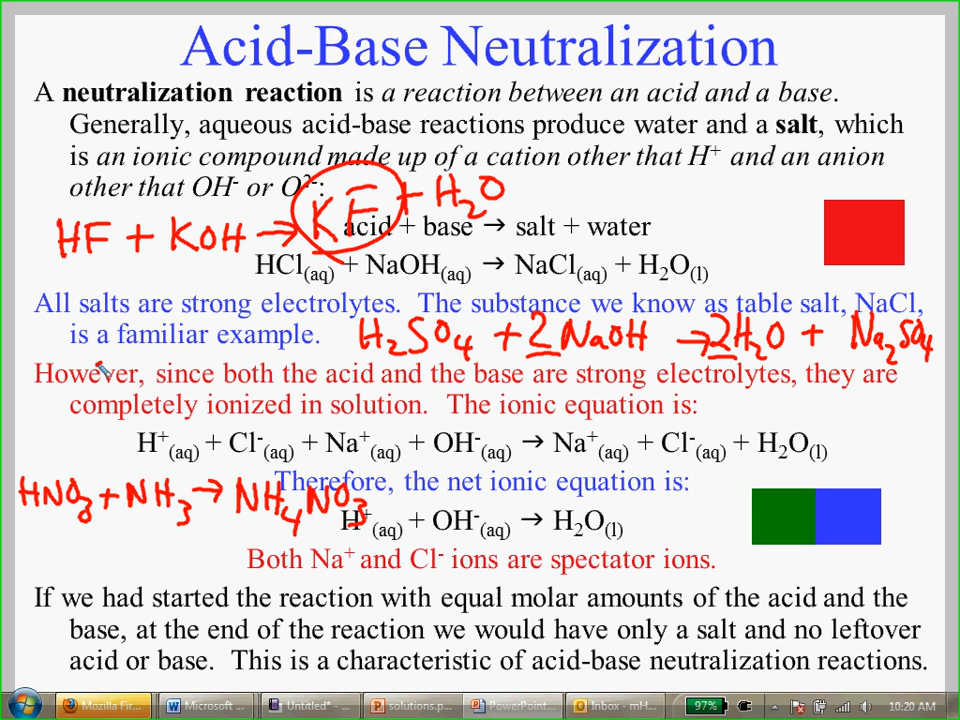 Acid-Base Neutralization
A neutralization reaction is a reaction between an acid and a base.
Generally, aqueous acid-base reactions produce water and a salt, which
is an ionic compound made up of a cation other that H⁺ and an anion
other that OH⁻ or O²⁻:
HF + KOH → KF + H₂O
acid + base → salt + water
HCl(aq) + NaOH(aq) → NaCl(aq) + H₂O(l)
All salts are strong electrolytes. The substance we know as table salt, NaCl,
is a familiar example.
H₂SO₄ + 2 NaOH → 2H₂O + Na₂SO₄
However, since both the acid and the base are strong electrolytes, they are
completely ionized in solution. The ionic equation is:
H⁺(aq) + Cl⁻(aq) + Na⁺(aq) + OH⁻(aq) → Na⁺(aq) + Cl⁻(aq) + H₂O(l)
Therefore, the net ionic equation is:
HNO₃ + NH₃ → NH₄NO₃
H⁺(aq) + OH⁻(aq) → H₂O(l)
Both Na⁺ and Cl⁻ ions are spectator ions.
If we had started the reaction with equal molar amounts of the acid and the
base, at the end of the reaction we would have only a salt and no leftover
acid or base. This is a characteristic of acid-base neutralization reactions.
Mozilla Fir... Microsoft ... Untitled* - ... solutions.p... PowerPoint... Inbox - mH... 97% 10:20 AM